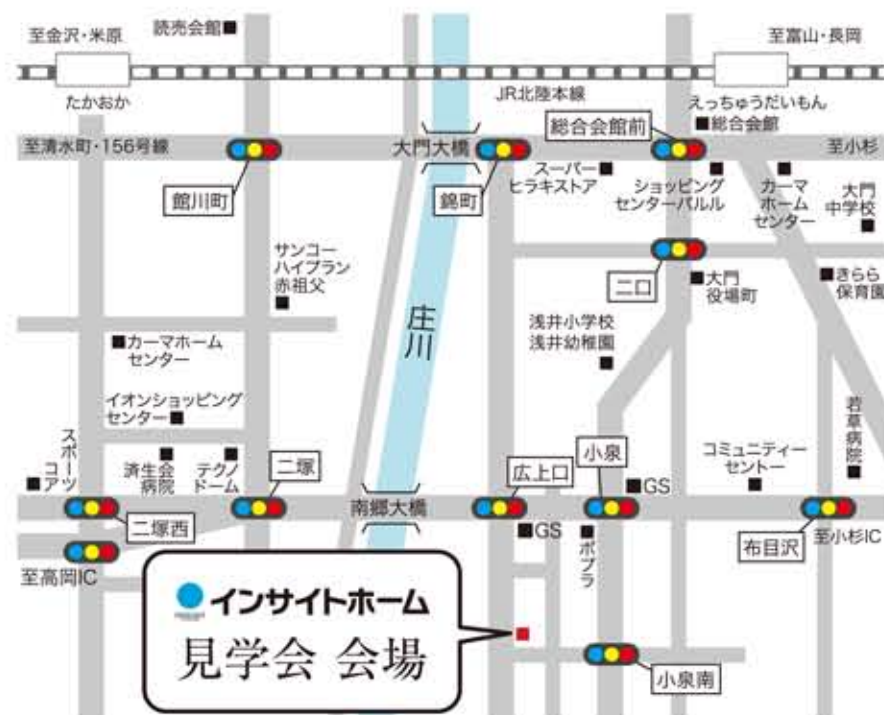 至金沢・米原
読売会館
至富山・長岡
たかおか
JR北陸本線
えっちゅうだいもん
総合会館前
総合会館
至清水町・156号線
大門大橋
至小杉
館川町
錦町
スーパー
ヒラキストア
ショッピング
センターパルル
カーマ
ホーム
センター
大門
中学校
サンコー
ハイプラン
赤祖父
二口
大門
役場町
きらら
保育園
庄川
浅井小学校
浅井幼稚園
カーマホーム
センター
イオンショッピング
センター
スポーツ
コア
済生会
病院
テクノ
ドーム
二塚
広上口
小泉
コミュニティー
セントー
若草病院
二塚西
南郷大橋
GS
GS
ポプラ
布目沢
至小杉IC
至高岡IC
インサイトホーム
見学会 会場
小泉南